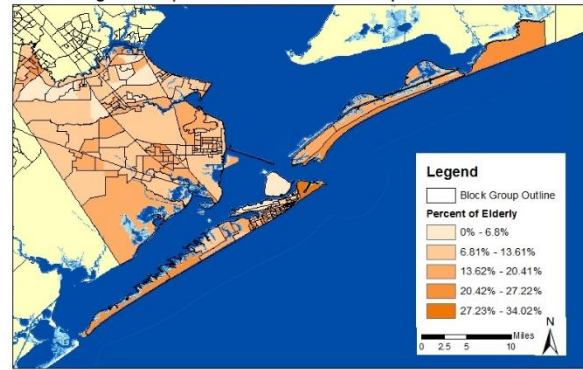 Legend
Block Group Outline
Percent of Elderly
0% - 6.8%
6.81% - 13.61%
13.62% - 20.41%
20.42% - 27.22%
27.23% - 34.02%
N
Miles
0 2.5 5 10